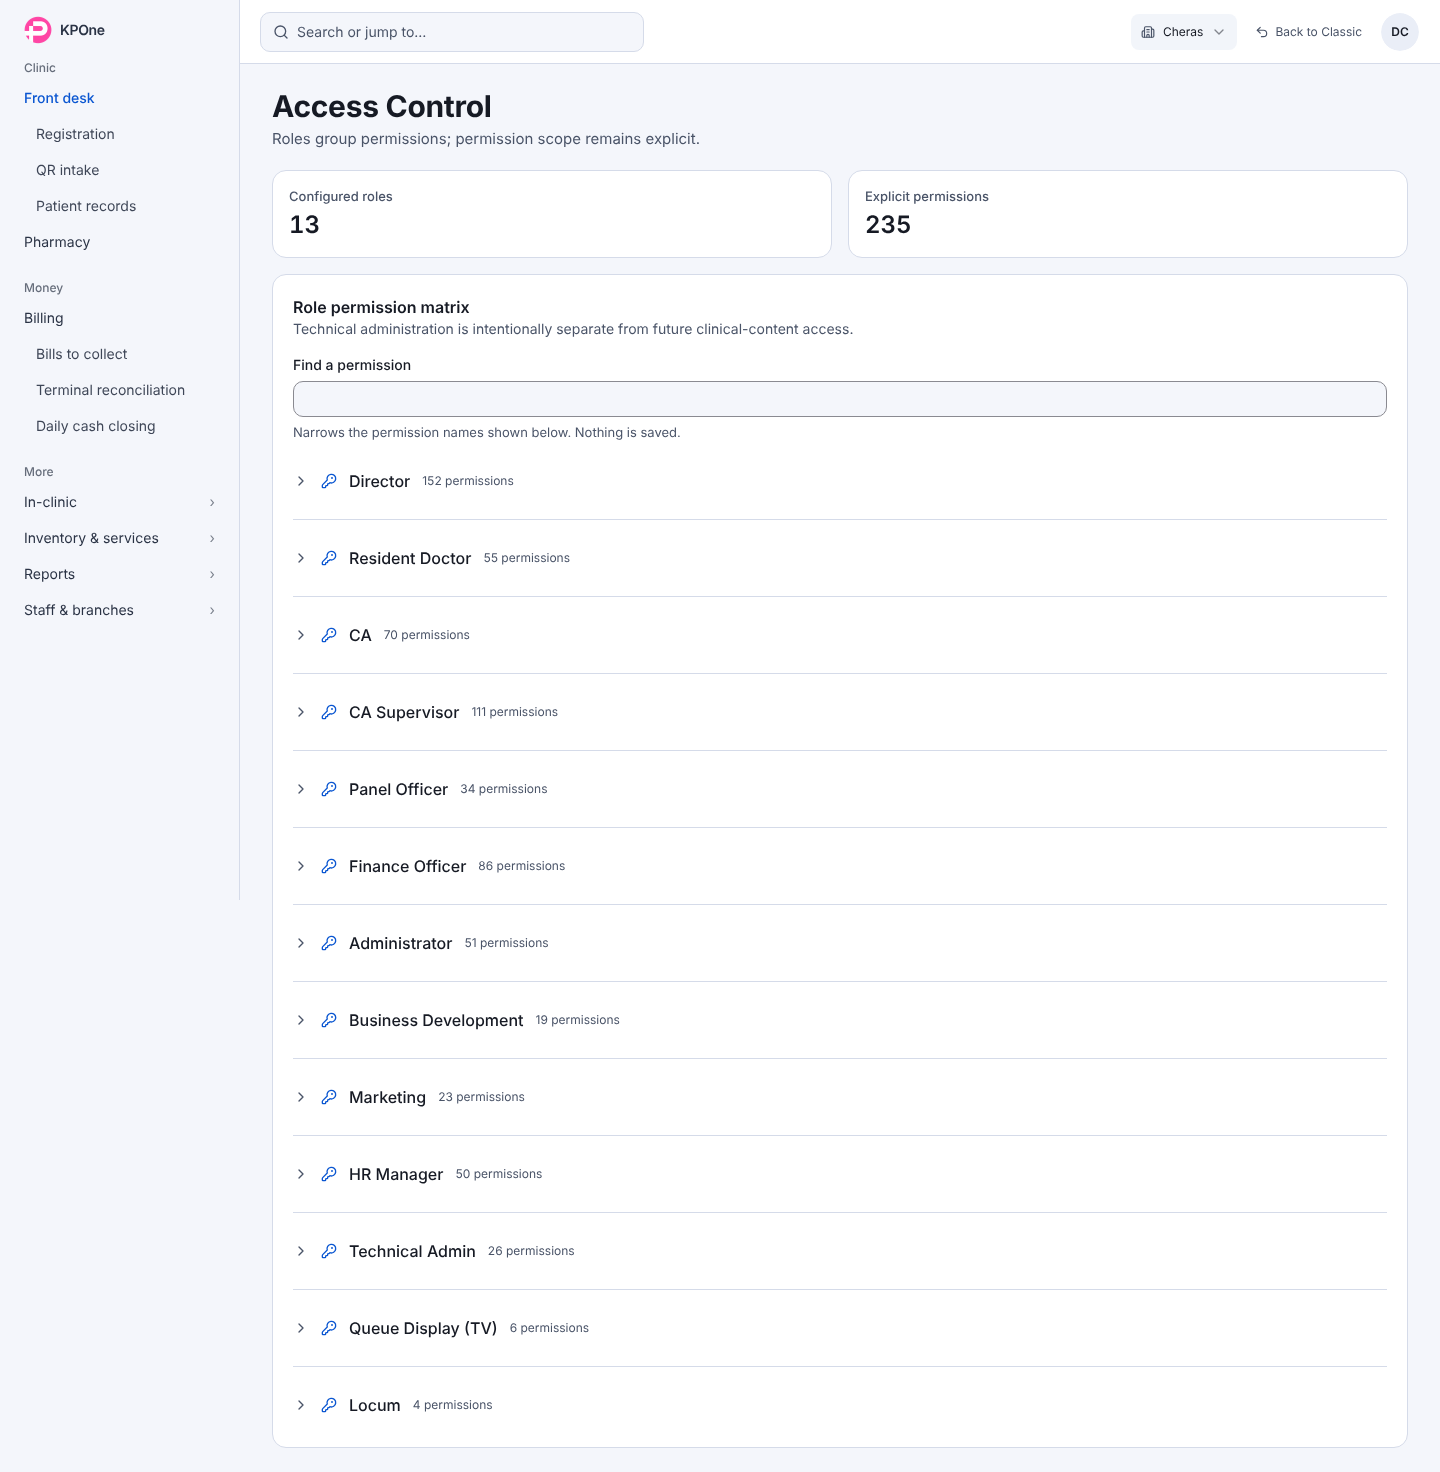 KPOne
Clinic
Front desk
Registration
QR intake
Patient records
Pharmacy
Money
Billing
Bills to collect
Terminal reconciliation
Daily cash closing
More
In-clinic
Inventory & services
Reports
Staff & branches
Search or jump to...
Cheras
Back to Classic
DC
Access Control
Roles group permissions; permission scope remains explicit.
Configured roles
13
Explicit permissions
235
Role permission matrix
Technical administration is intentionally separate from future clinical-content access.
Find a permission
Narrows the permission names shown below. Nothing is saved.
Director 152 permissions
Resident Doctor 55 permissions
CA 70 permissions
CA Supervisor 111 permissions
Panel Officer 34 permissions
Finance Officer 86 permissions
Administrator 51 permissions
Business Development 19 permissions
Marketing 23 permissions
HR Manager 50 permissions
Technical Admin 26 permissions
Queue Display (TV) 6 permissions
Locum 4 permissions